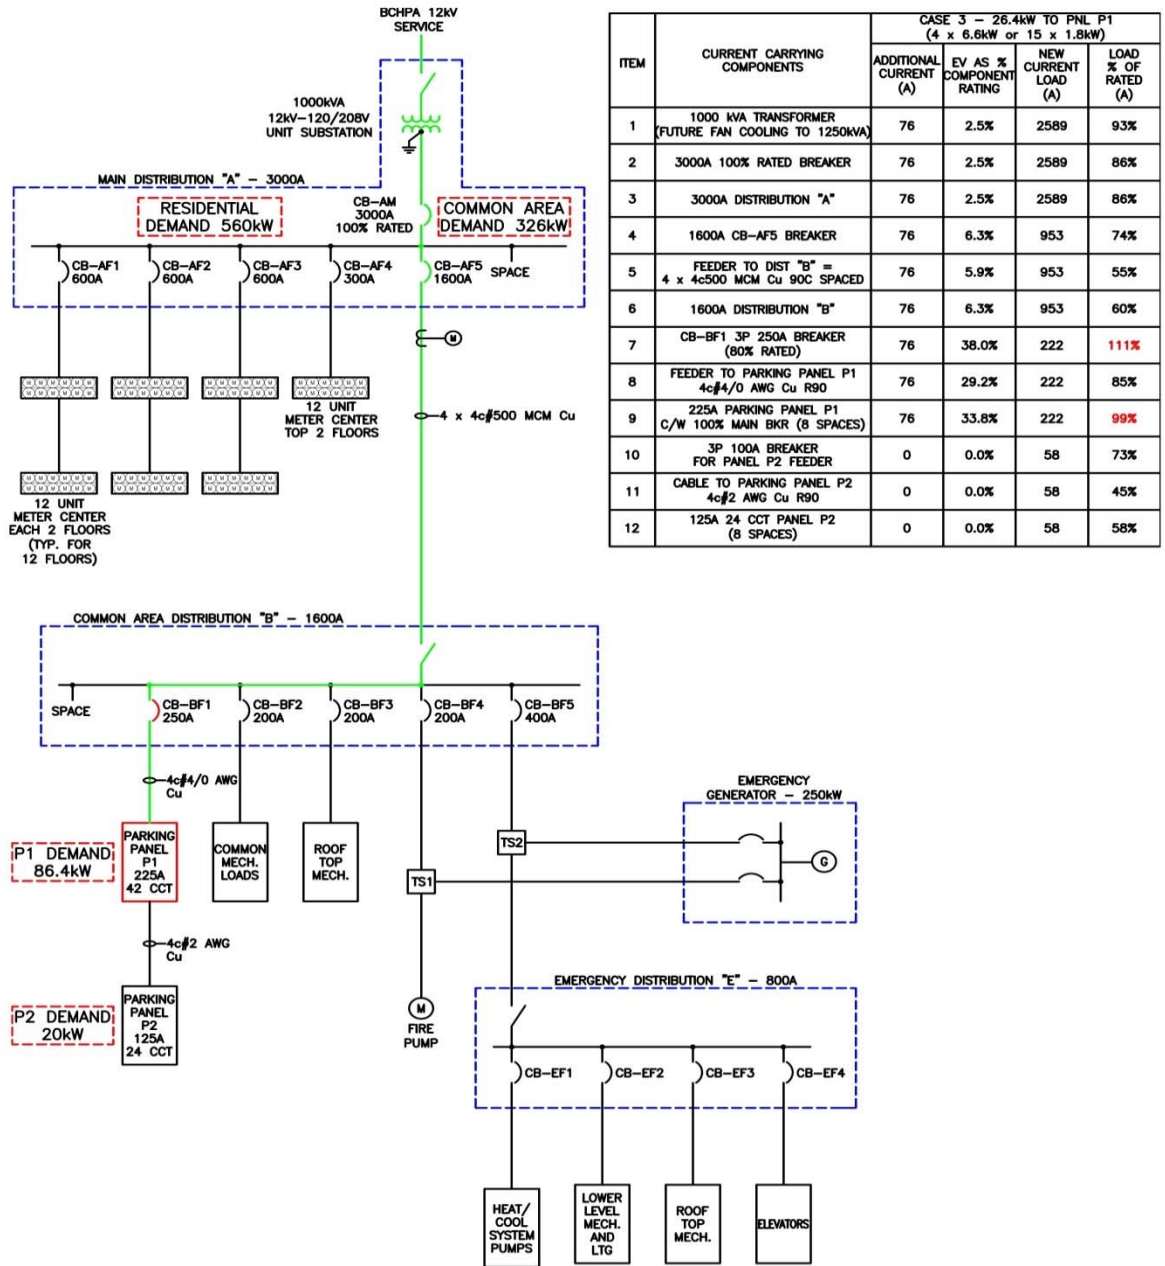 BCHPA 12kV
SERVICE
1000kVA
12kV-120/208V
UNIT SUBSTATION
MAIN DISTRIBUTION "A" - 3000A
RESIDENTIAL
DEMAND 560kW
CB-AM
3000A
100% RATED
COMMON AREA
DEMAND 326kW
CB-AF1
600A
CB-AF2
600A
CB-AF3
600A
CB-AF4
300A
CB-AF5
1600A
SPACE
M
12 UNIT
METER CENTER
TOP 2 FLOORS
4 x 4c#500 MCM Cu
12 UNIT
METER CENTER
EACH 2 FLOORS
(TYP. FOR
12 FLOORS)
CASE 3 - 26.4kW TO PNL P1
(4 x 6.6kW or 15 x 1.8kW)
ITEM
CURRENT CARRYING
COMPONENTS
ADDITIONAL
CURRENT
(A)
EV AS %
COMPONENT
RATING
NEW
CURRENT
LOAD
(A)
LOAD
% OF
RATED
(A)
1 1000 kVA TRANSFORMER (FUTURE FAN COOLING TO 1250kVA) 76 2.5% 2589 93%
2 3000A 100% RATED BREAKER 76 2.5% 2589 86%
3 3000A DISTRIBUTION "A" 76 2.5% 2589 86%
4 1600A CB-AF5 BREAKER 76 6.3% 953 74%
5 FEEDER TO DIST "B" = 4 x 4c500 MCM Cu 90C SPACED 76 5.9% 953 55%
6 1600A DISTRIBUTION "B" 76 6.3% 953 60%
7 CB-BF1 3P 250A BREAKER (80% RATED) 76 38.0% 222 111%
8 FEEDER TO PARKING PANEL P1 4c#4/0 AWG Cu R90 76 29.2% 222 85%
9 225A PARKING PANEL P1 C/W 100% MAIN BKR (8 SPACES) 76 33.8% 222 99%
10 3P 100A BREAKER FOR PANEL P2 FEEDER 0 0.0% 58 73%
11 CABLE TO PARKING PANEL P2 4c#2 AWG Cu R90 0 0.0% 58 45%
12 125A 24 CCT PANEL P2 (8 SPACES) 0 0.0% 58 58%
COMMON AREA DISTRIBUTION "B" - 1600A
SPACE
CB-BF1
250A
CB-BF2
200A
CB-BF3
200A
CB-BF4
200A
CB-BF5
400A
4c#4/0 AWG
Cu
P1 DEMAND
86.4kW
PARKING
PANEL
P1
225A
42 CCT
COMMON
MECH.
LOADS
ROOF
TOP
MECH.
TS2
TS1
EMERGENCY
GENERATOR - 250kW
G
4c#2 AWG
Cu
P2 DEMAND
20kW
PARKING
PANEL
P2
125A
24 CCT
M
FIRE
PUMP
EMERGENCY DISTRIBUTION "E" - 800A
CB-EF1
CB-EF2
CB-EF3
CB-EF4
HEAT/
COOL
SYSTEM
PUMPS
LOWER
LEVEL
MECH.
AND
LTG
ROOF
TOP
MECH.
ELEVATORS